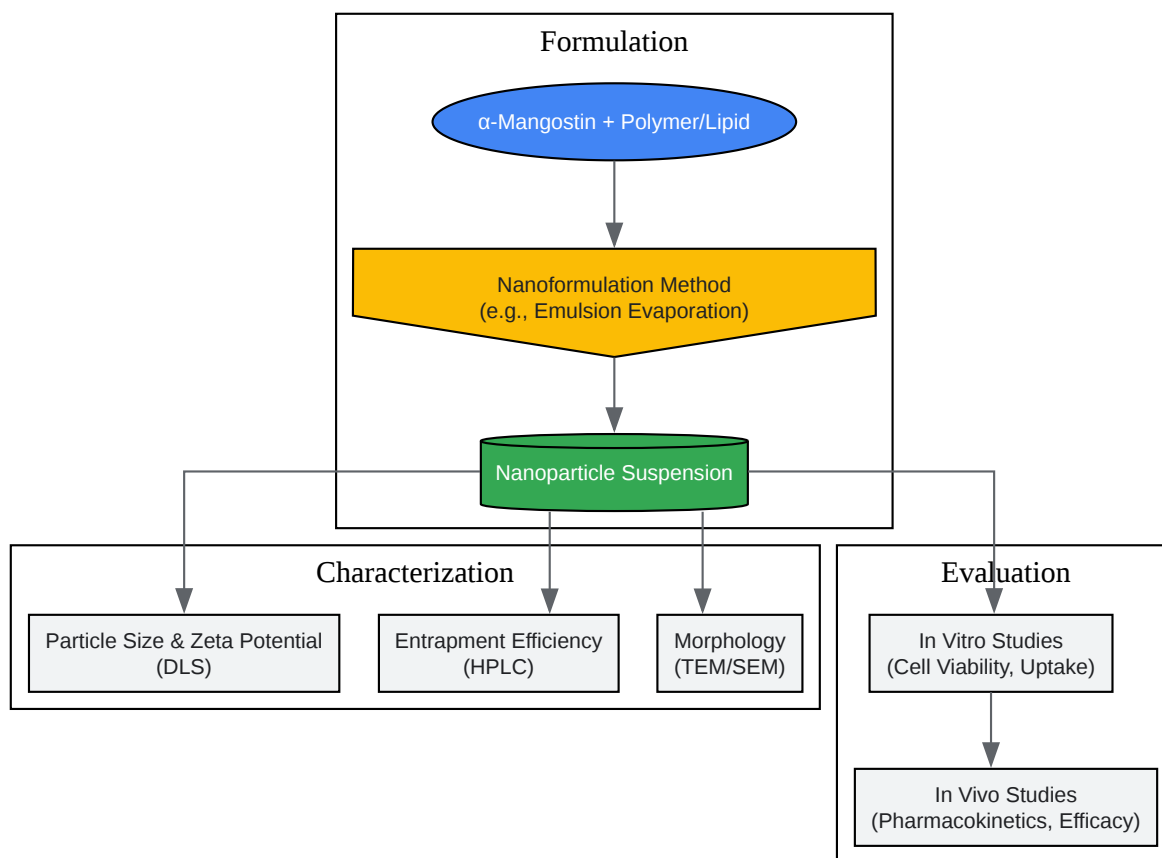 Formulation
α-Mangostin + Polymer/Lipid
Nanoformulation Method
(e.g., Emulsion Evaporation)
Nanoparticle Suspension
Characterization
Particle Size & Zeta Potential
(DLS)
Entrapment Efficiency
(HPLC)
Morphology
(TEM/SEM)
Evaluation
In Vitro Studies
(Cell Viability, Uptake)
In Vivo Studies
(Pharmacokinetics, Efficacy)